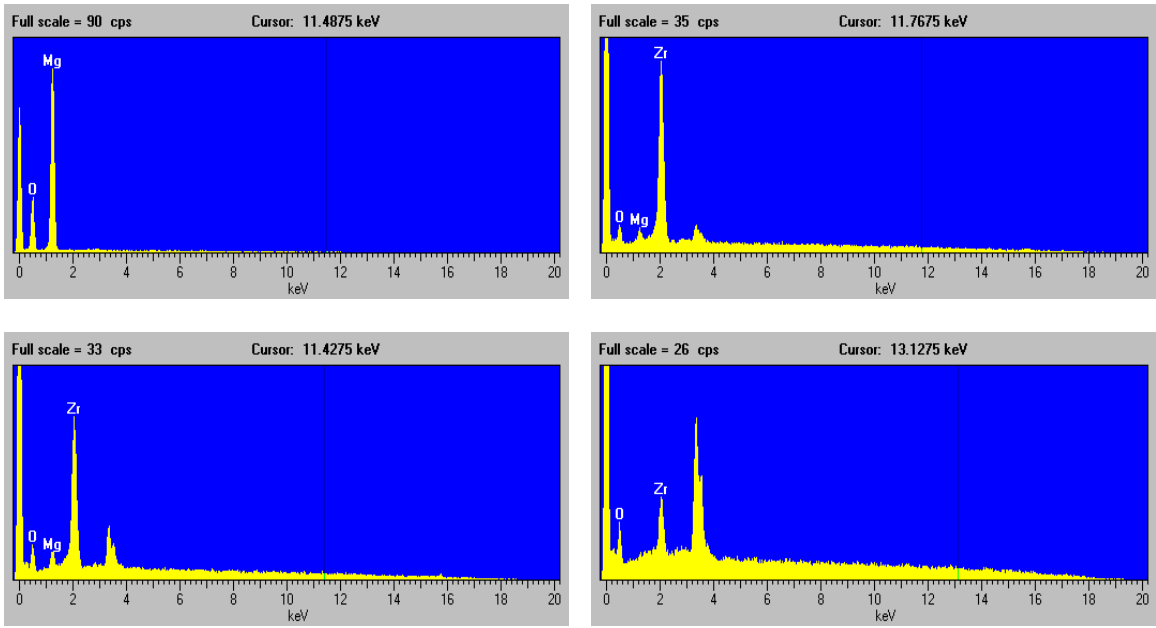 Full scale = 90 cps Cursor: 11.4875 keV
Mg
O
0 2 4 6 8 10 12 14 16 18 20
keV
Full scale = 35 cps Cursor: 11.7675 keV
Zr
O Mg
0 2 4 6 8 10 12 14 16 18 20
keV
Full scale = 33 cps Cursor: 11.4275 keV
Zr
O Mg
0 2 4 6 8 10 12 14 16 18 20
keV
Full scale = 26 cps Cursor: 13.1275 keV
Zr
O
0 2 4 6 8 10 12 14 16 18 20
keV